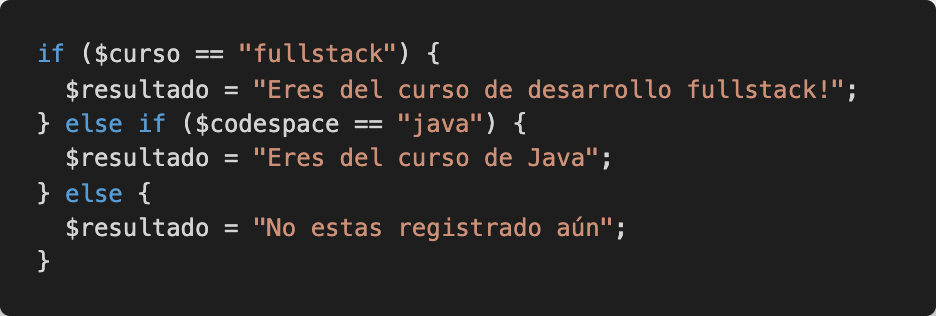 if ($curso == "fullstack") {
  $resultado = "Eres del curso de desarrollo fullstack!";
} else if ($codespace == "java") {
  $resultado = "Eres del curso de Java";
} else {
  $resultado = "No estas registrado aún";
}